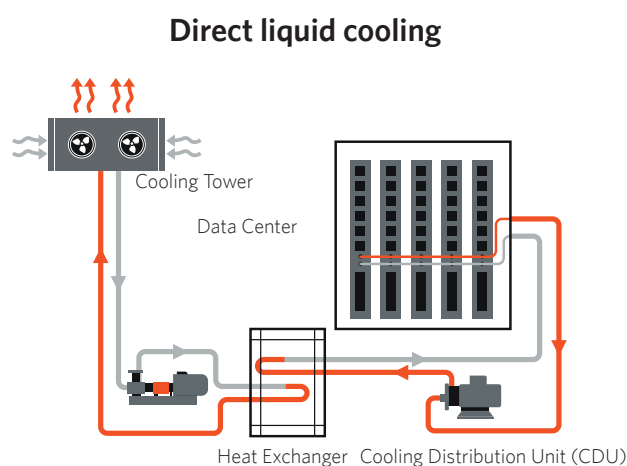 Direct liquid cooling
Cooling Tower
Data Center
Heat Exchanger
Cooling Distribution Unit (CDU)